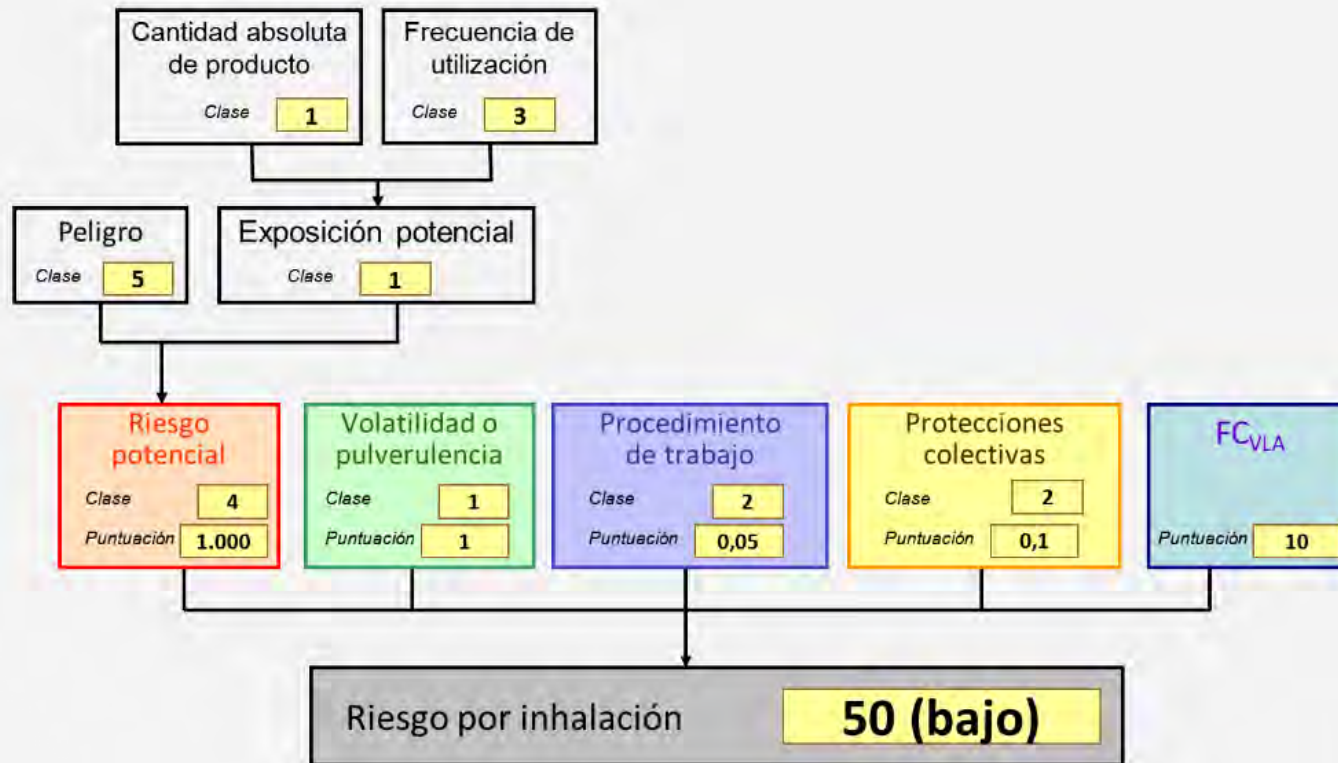 Cantidad absoluta
de producto
Clase 1
Frecuencia de
utilización
Clase 3
Peligro
Clase 5
Exposición potencial
Clase 1
Riesgo
potencial
Clase 4
Puntuación 1.000
Volatilidad o
pulverulencia
Clase 1
Puntuación 1
Procedimiento
de trabajo
Clase 2
Puntuación 0,05
Protecciones
colectivas
Clase 2
Puntuación 0,1
FCVLA
Puntuación 10
Riesgo por inhalación 50 (bajo)